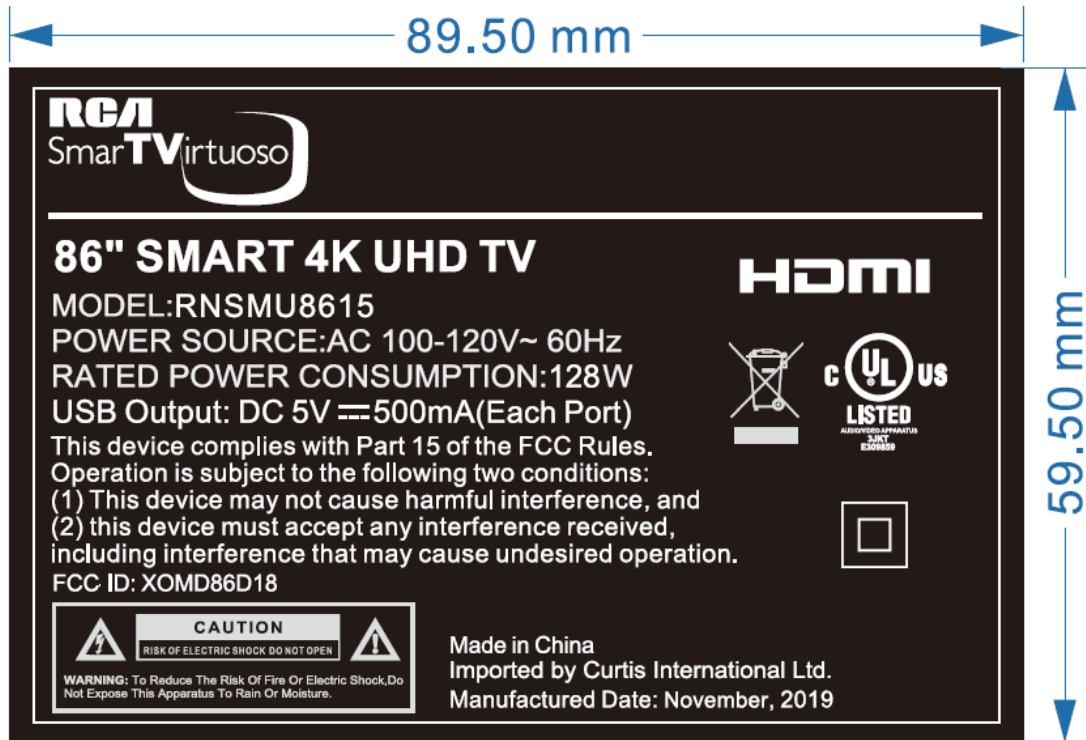 89.50 mm
RCA
SmarTVirtuoso
86" SMART 4K UHD TV
HDMI
MODEL:RNSMU8615
POWER SOURCE:AC 100-120V~ 60Hz
RATED POWER CONSUMPTION:128W
USB Output: DC 5V ⎓500mA(Each Port)
C UL US
®
LISTED
AUDIO/VIDEO APPARATUS
3JKT
E309859
This device complies with Part 15 of the FCC Rules.
Operation is subject to the following two conditions:
(1) This device may not cause harmful interference, and
(2) this device must accept any interference received,
including interference that may cause undesired operation.
FCC ID: XOMD86D18
CAUTION
RISK OF ELECTRIC SHOCK DO NOT OPEN
WARNING: To Reduce The Risk Of Fire Or Electric Shock,Do
Not Expose This Apparatus To Rain Or Moisture.
Made in China
Imported by Curtis International Ltd.
Manufactured Date: November, 2019
59.50 mm